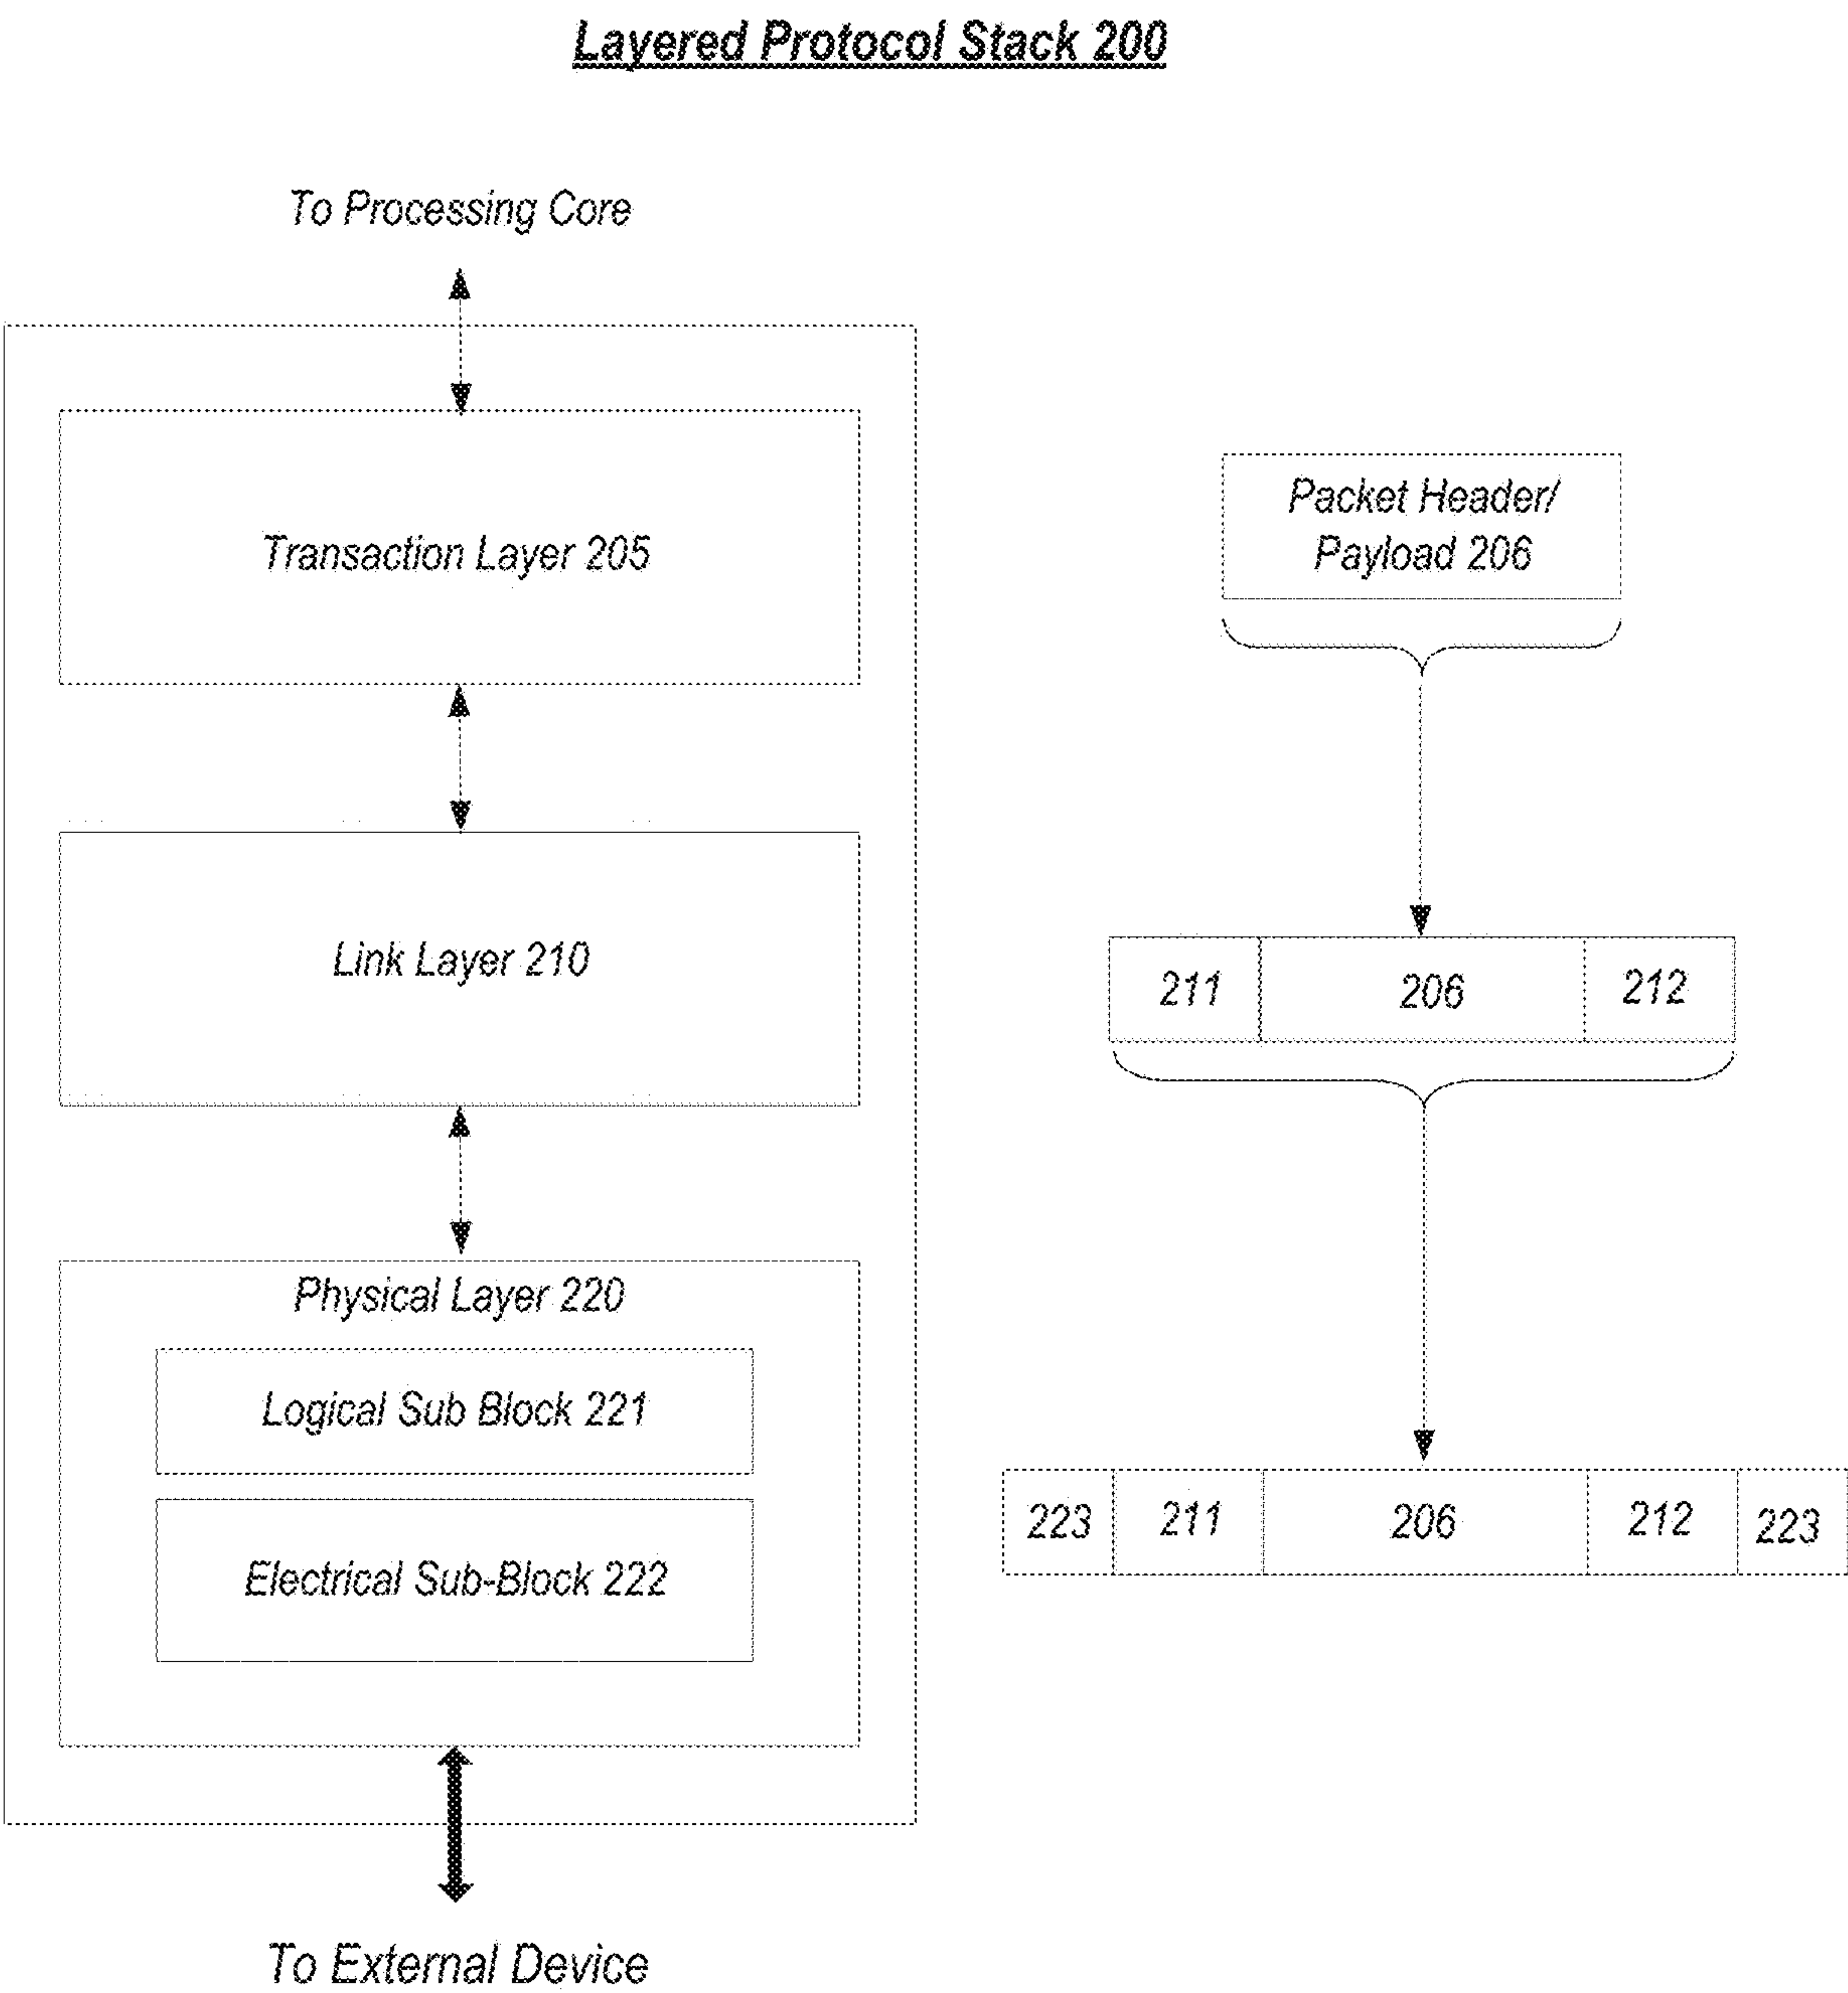 Layered Protocol Stack 200
To Processing Core
Transaction Layer 205
Packet Header/
Payload 206
Link Layer 210
211 206 212
Physical Layer 220
Logical Sub Block 221
Electrical Sub-Block 222
223 211 206 212 223
To External Device